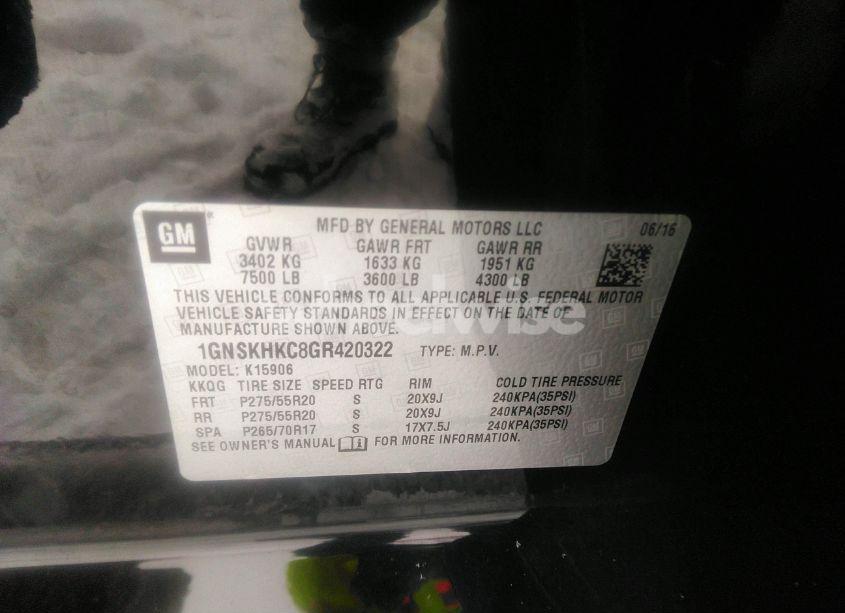 GM
MFD BY GENERAL MOTORS LLC 06/16
GVWR GAWR FRT GAWR RR
3402 KG 1633 KG 1951 KG
7500 LB 3600 LB 4300 LB
THIS VEHICLE CONFORMS TO ALL APPLICABLE U.S. FEDERAL MOTOR
VEHICLE SAFETY STANDARDS IN EFFECT ON THE DATE OF
MANUFACTURE SHOWN ABOVE.
1GNSKHKC8GR420322 TYPE: M.P.V.
MODEL: K15906
KKQG TIRE SIZE SPEED RTG RIM COLD TIRE PRESSURE
FRT P275/55R20 S 20X9J 240KPA(35PSI)
RR P275/55R20 S 20X9J 240KPA(35PSI)
SPA P265/70R17 S 17X7.5J 240KPA(35PSI)
SEE OWNER'S MANUAL FOR MORE INFORMATION.